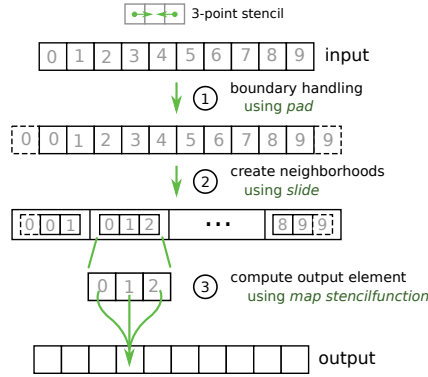 3-point stencil
0 1 2 3 4 5 6 7 8 9 input
1 boundary handling
using pad
0 0 1 2 3 4 5 6 7 8 9 9
2 create neighborhoods
using slide
0 0 1 0 1 2 ... 8 9 9
0 1 2
3 compute output element
using map stencilfunction
output